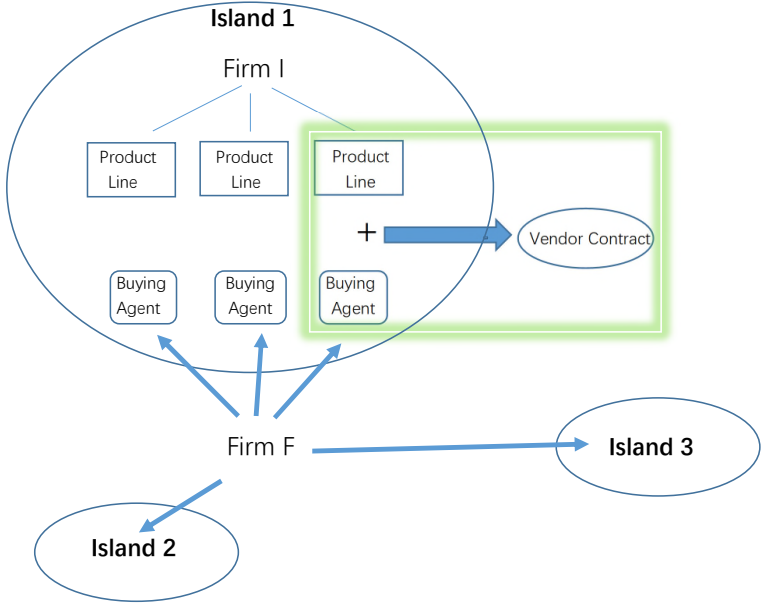 Island 1
Firm I
Product
Line
Product
Line
Product
Line
+
Vendor Contract
Buying
Agent
Buying
Agent
Buying
Agent
Firm F
Island 3
Island 2